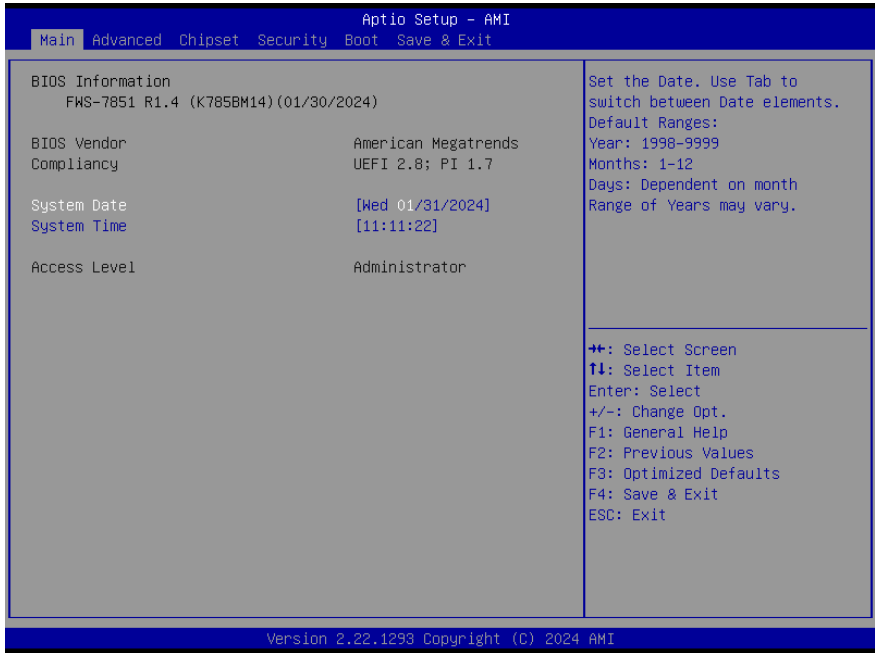 Aptio Setup – AMI
Main Advanced Chipset Security Boot Save & Exit
BIOS Information
FWS-7851 R1.4 (K785BM14)(01/30/2024)
BIOS Vendor American Megatrends
Compliancy UEFI 2.8; PI 1.7
System Date [Wed 01/31/2024]
System Time [11:11:22]
Access Level Administrator
Set the Date. Use Tab to
switch between Date elements.
Default Ranges:
Year: 1998-9999
Months: 1-12
Days: Dependent on month
Range of Years may vary.
→←: Select Screen
↑↓: Select Item
Enter: Select
+/-: Change Opt.
F1: General Help
F2: Previous Values
F3: Optimized Defaults
F4: Save & Exit
ESC: Exit
Version 2.22.1293 Copyright (C) 2024 AMI